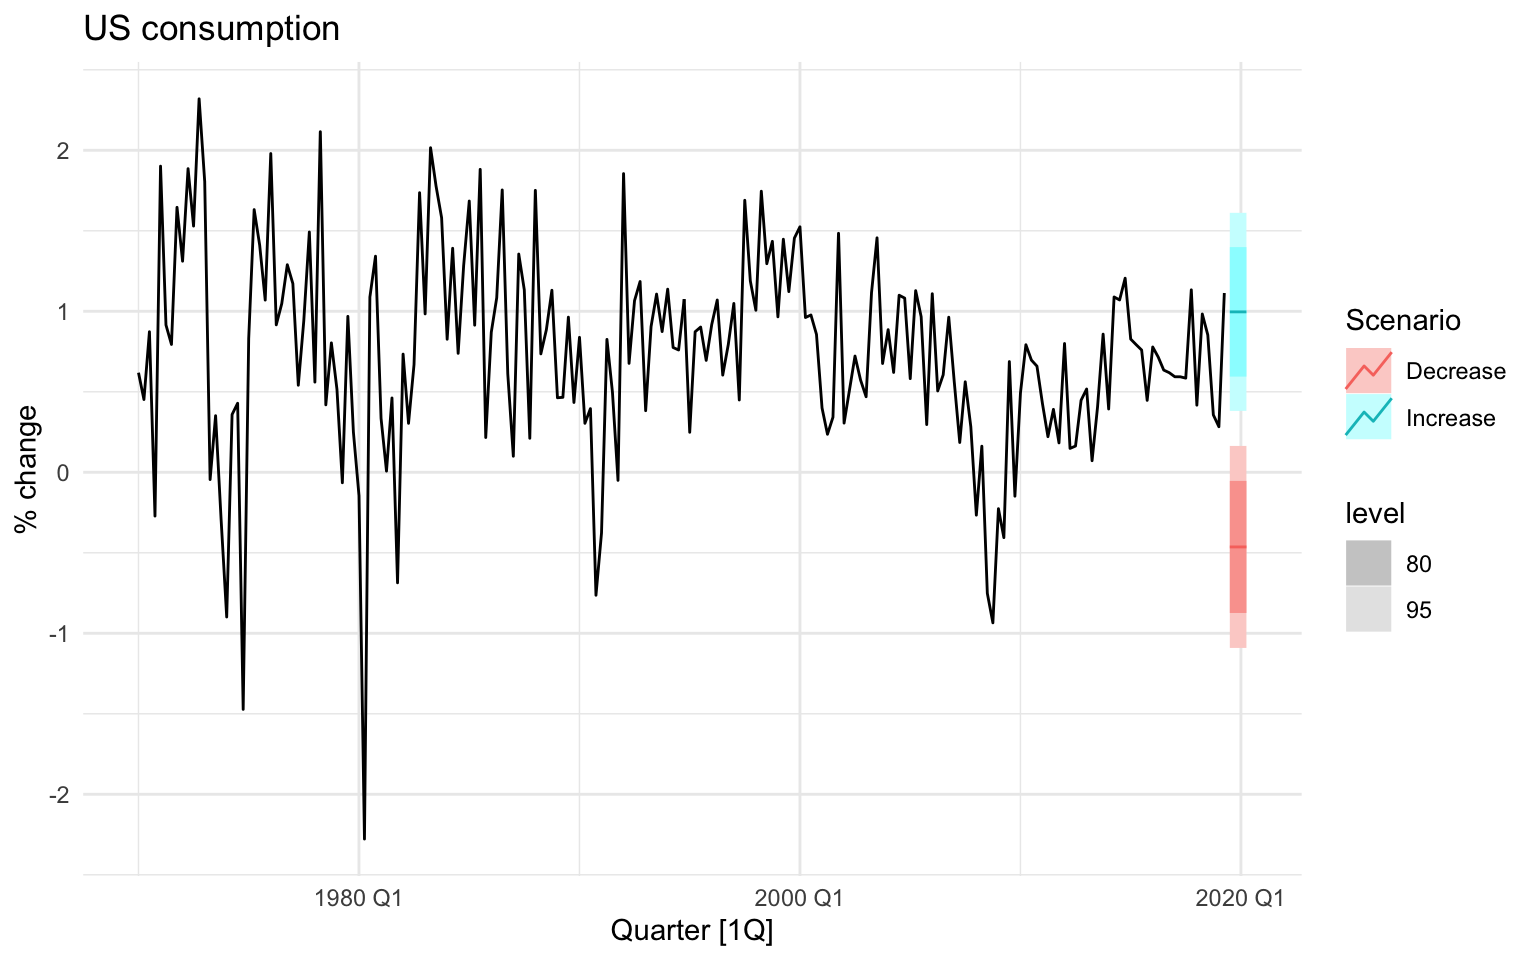 US consumption
% change
2
1
0
-1
-2
1980 Q1
2000 Q1
2020 Q1
Quarter [1Q]
Scenario
Decrease
Increase
level
80
95